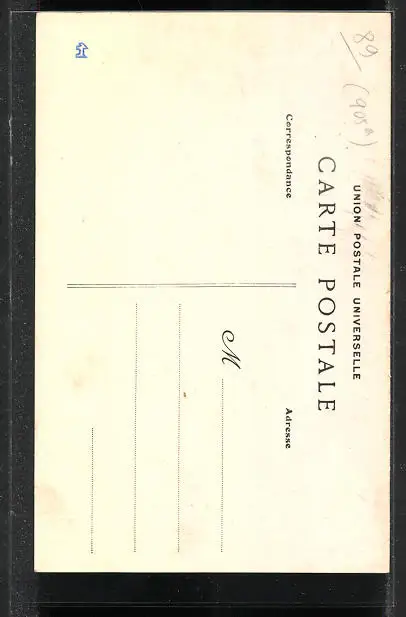 89
(905a)
UNION POSTALE UNIVERSELLE
CARTE POSTALE
Correspondance
Adresse
M